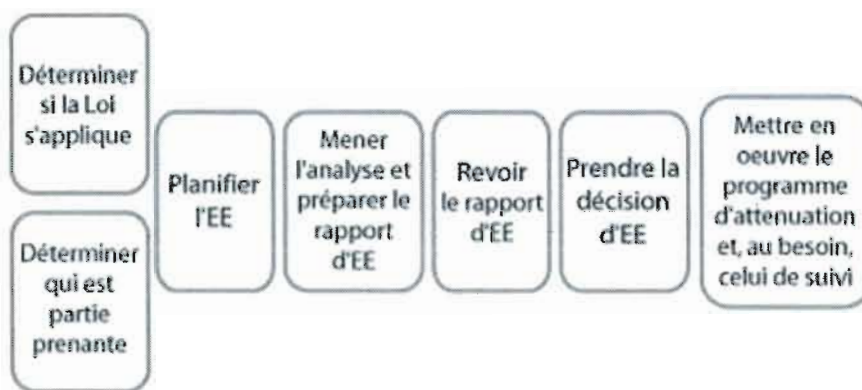 Déterminer
si la Loi
s'applique
Déterminer
qui est
partie
prenante
Planifier
l'EE
Mener
l'analyse et
préparer le
rapport
d'EE
Revoir
le rapport
d'EE
Prendre la
décision
d'EE
Mettre en
oeuvre le
programme
d'attenuation
et, au besoin,
celui de suivi